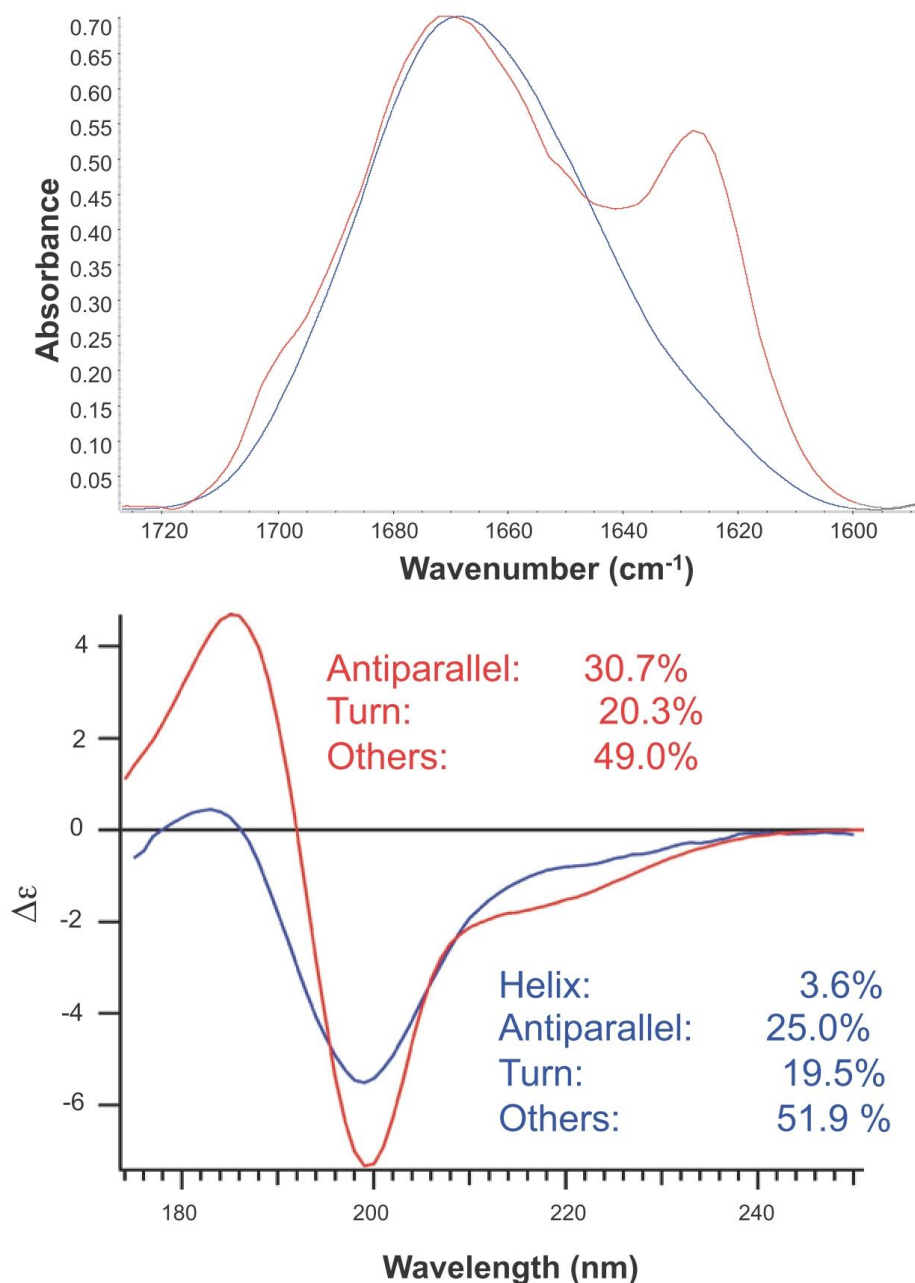 0.70
0.65
0.60
0.55
0.50
0.45
0.40
0.35
0.30
0.25
0.20
0.15
0.10
0.05
Absorbance
1720 1700 1680 1660 1640 1620 1600
Wavenumber (cm⁻¹)
4
2
0
-2
-4
-6
Δε
Antiparallel: 30.7%
Turn: 20.3%
Others: 49.0%
Helix: 3.6%
Antiparallel: 25.0%
Turn: 19.5%
Others: 51.9 %
180 200 220 240
Wavelength (nm)